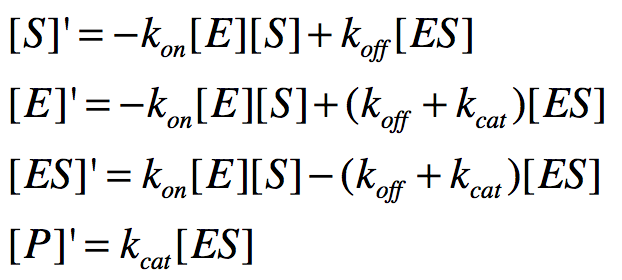 [S]' = −k_on[E][S] + k_off[ES]
[E]' = −k_on[E][S] + (k_off + k_cat)[ES]
[ES]' = k_on[E][S] − (k_off + k_cat)[ES]
[P]' = k_cat[ES]